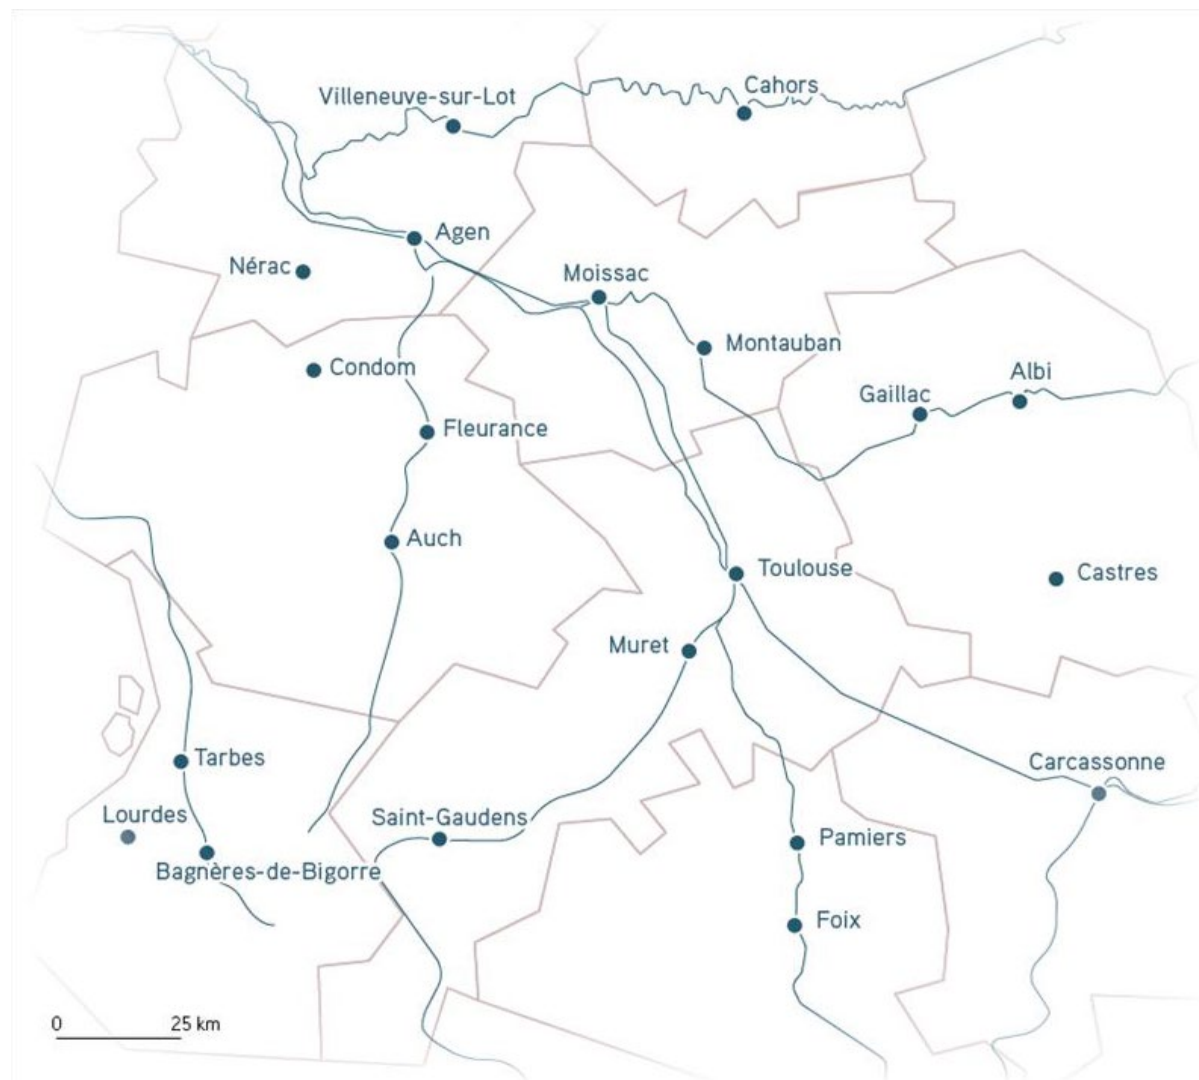 Cahors
Villeneuve-sur-Lot
Agen
Nérac
Moissac
Montauban
Condom
Albi
Gaillac
Fleurance
Auch
Toulouse
Castres
Muret
Tarbes
Carcassonne
Lourdes
Saint-Gaudens
Pamiers
Bagnères-de-Bigorre
Foix
0 25 km